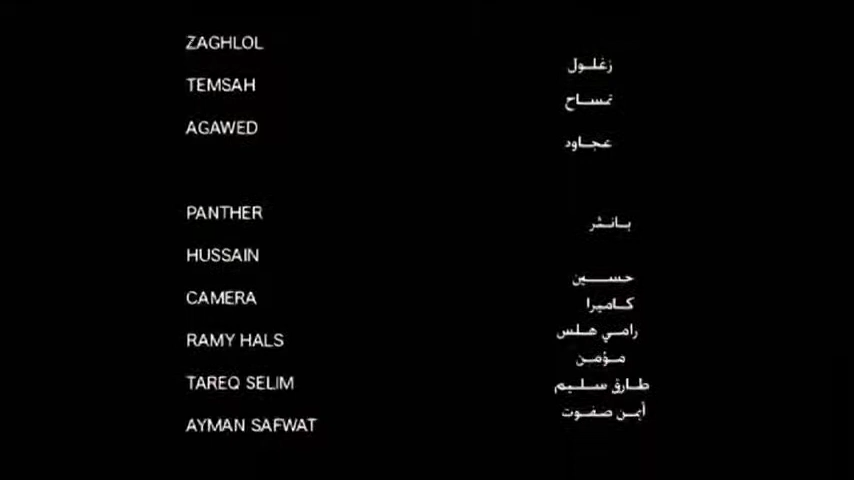 ZAGHLOL
زغلول
TEMSAH
تمساح
AGAWED
عجاود
PANTHER
بانثر
HUSSAIN
حسين
CAMERA
كاميرا
RAMY HALS
رامي هلس
مؤمن
TAREQ SELIM
طارق سليم
AYMAN SAFWAT
أيمن صفوت